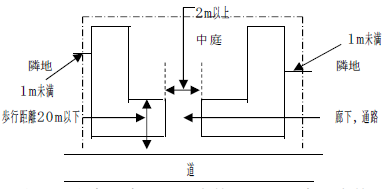 2m以上
中庭
1m未満
隣地
隣地
1m未満
歩行距離20m以下
廊下，通路
道